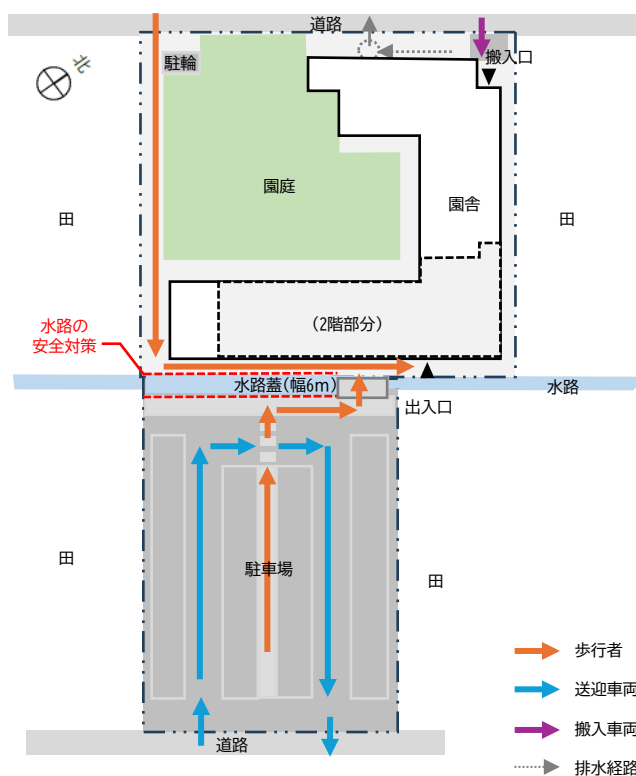 道路
北
駐輪
搬入口
園庭
園舎
田
田
(2階部分)
水路の
安全対策
水路蓋(幅6m)
水路
出入口
田
駐車場
田
歩行者
送迎車両
搬入車両
道路
排水経路